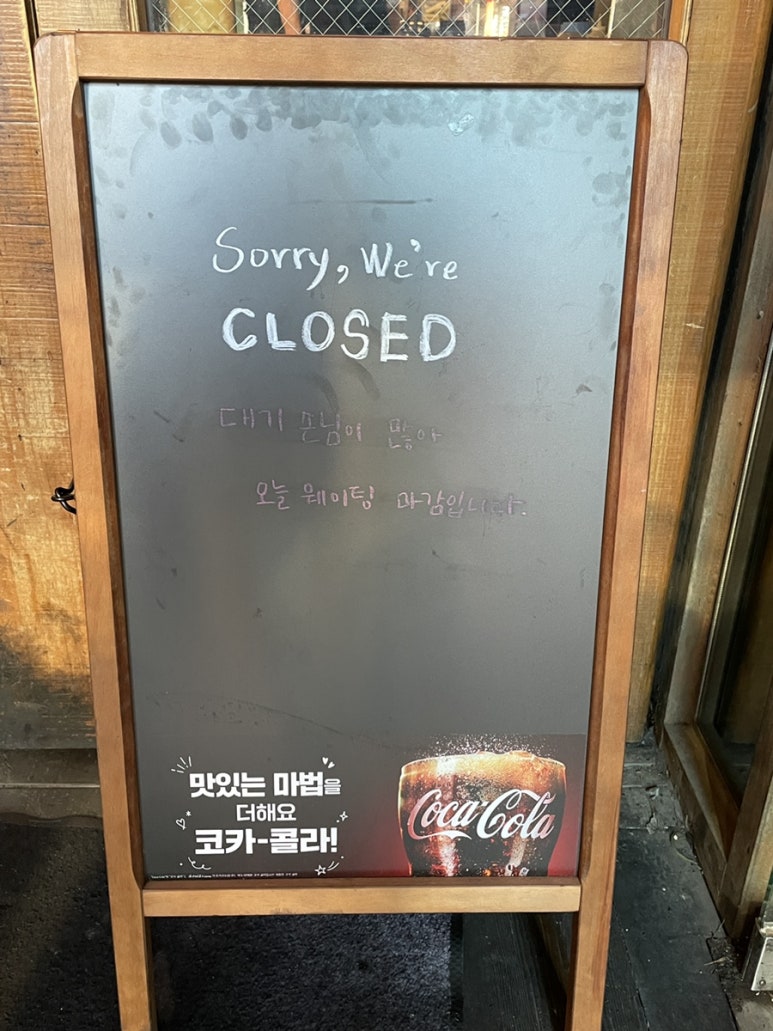 Sorry, We're
CLOSED
대기 손님이 많아
오늘 웨이팅 마감입니다.
맛있는 마법을
더해요
코카-콜라!
Coca-Cola